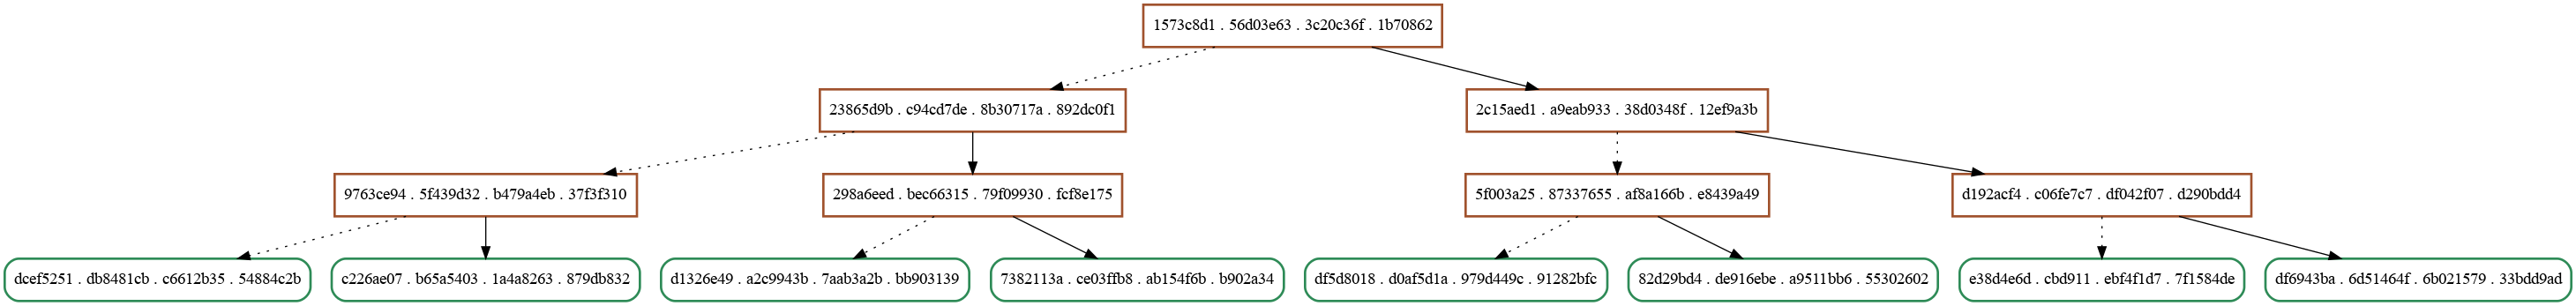 1573c8d1 . 56d03e63 . 3c20c36f . 1b70862
23865d9b . c94cd7de . 8b30717a . 892dc0f1
2c15aed1 . a9eab933 . 38d0348f . 12ef9a3b
9763ce94 . 5f439d32 . b479a4eb . 37f3f310
298a6eed . bec66315 . 79f09930 . fcf8e175
5f003a25 . 87337655 . af8a166b . e8439a49
d192acf4 . c06fe7c7 . df042f07 . d290bdd4
dcef5251 . db8481cb . c6612b35 . 54884c2b
c226ae07 . b65a5403 . 1a4a8263 . 879db832
d1326e49 . a2c9943b . 7aab3a2b . bb903139
7382113a . ce03ffb8 . ab154f6b . b902a34
df5d8018 . d0af5d1a . 979d449c . 91282bfc
82d29bd4 . de916ebe . a9511bb6 . 55302602
e38d4e6d . cbd911 . ebf4f1d7 . 7f1584de
df6943ba . 6d51464f . 6b021579 . 33bdd9ad